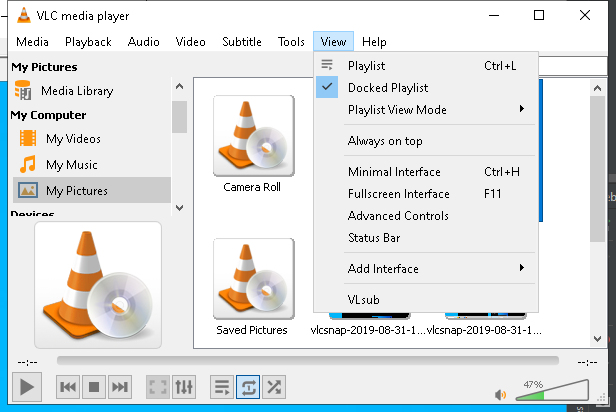 VLC media player
Media Playback Audio Video Subtitle Tools View Help
My Pictures
Media Library
My Computer
My Videos
My Music
My Pictures
Devices
Camera Roll
Saved Pictures
vlcsnap-2019-08-31-1...
vlcsnap-2019-08-31-1...
Playlist Ctrl+L
Docked Playlist
Playlist View Mode
Always on top
Minimal Interface Ctrl+H
Fullscreen Interface F11
Advanced Controls
Status Bar
Add Interface
VLsub
--:--
--:--
47%